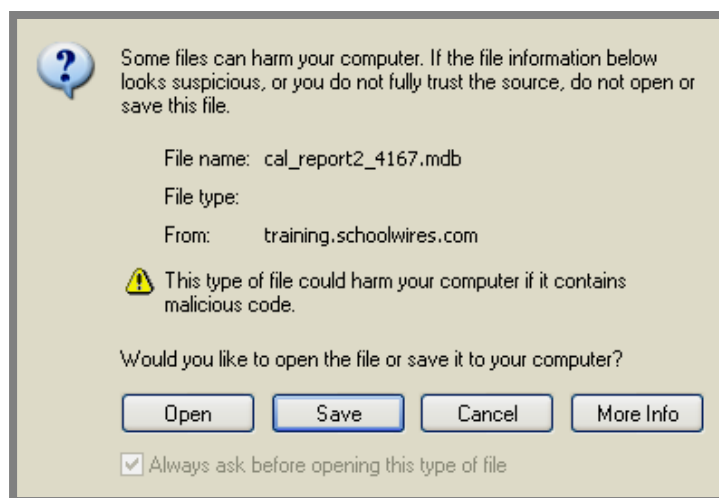 Some files can harm your computer. If the file information below
looks suspicious, or you do not fully trust the source, do not open or
save this file.
File name: cal_report2_4167.mdb
File type:
From: training.schoolwires.com
This type of file could harm your computer if it contains
malicious code.
Would you like to open the file or save it to your computer?
Open Save Cancel More Info
Always ask before opening this type of file